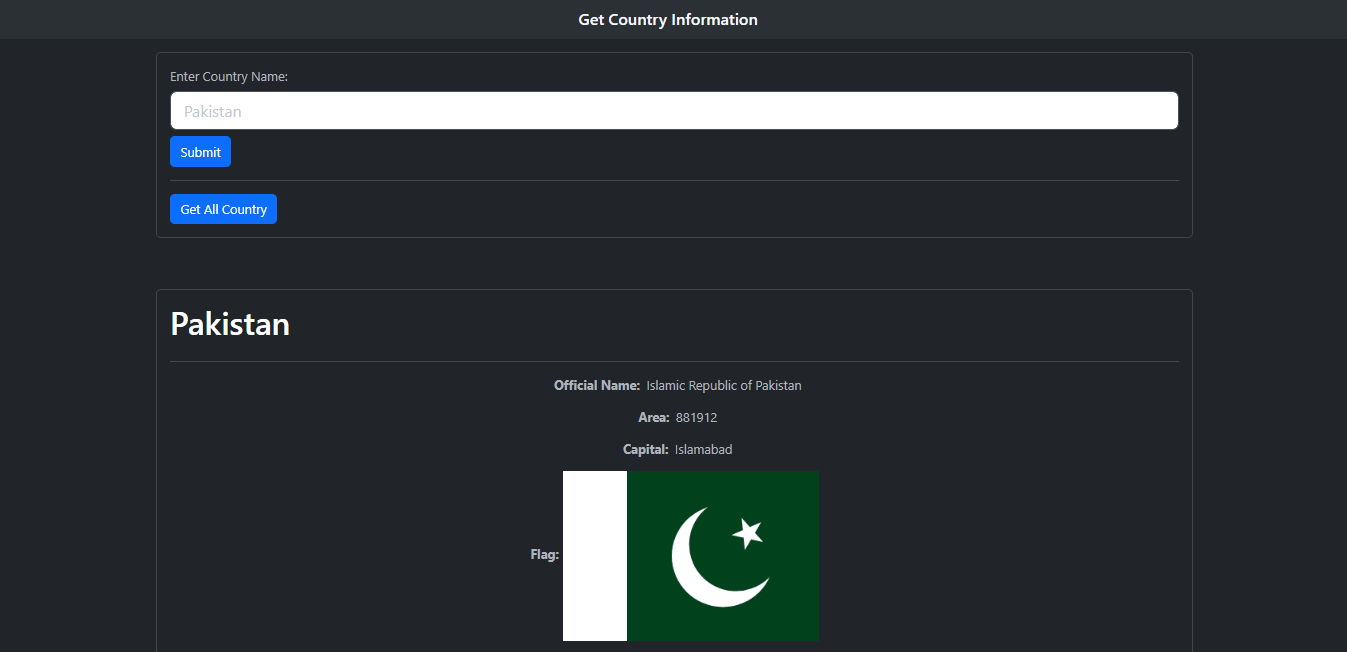 Get Country Information
Enter Country Name:
Pakistan
Submit
Get All Country
Pakistan
Official Name: Islamic Republic of Pakistan
Area: 881912
Capital: Islamabad
Flag: